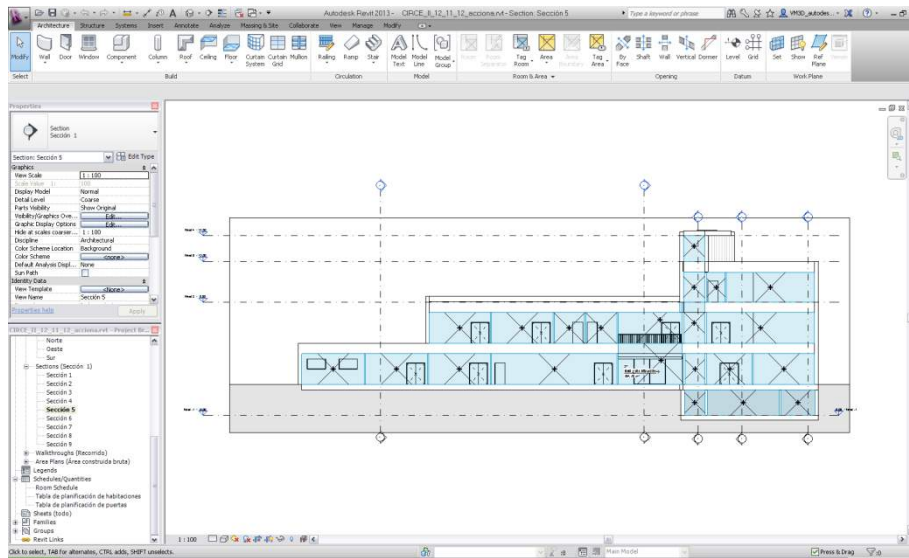 Autodesk Revit 2013 - CIRCE_II_12_11_12_acciona.rvt - Section: Sección 5
Type a keyword or phrase
VM0D_autodes...
Architecture Structure Systems Insert Annotate Analyze Massing & Site Collaborate View Manage Modify
Modify Wall Door Window Component Column Roof Ceiling Floor Curtain System Curtain Grid Mullion Railing Ramp Stair Model Text Model Line Model Group Room Room Separator Tag Room Area Area Boundary Tag Area By Face Shaft Wall Vertical Dormer Level Grid Set Show Ref Plane Viewer
Select Build Circulation Model Room & Area Opening Datum Work Plane
Properties
Section
Sección 1
Section: Sección 5 Edit Type
Graphics
View Scale 1 : 100
Scale Value 1: 100
Display Model Normal
Detail Level Coarse
Parts Visibility Show Original
Visibility/Graphics Ove... Edit...
Graphic Display Options Edit...
Hide at scales coarser... 1 : 100
Discipline Architectural
Color Scheme Location Background
Color Scheme <none>
Default Analysis Displ... None
Sun Path
Identity Data
View Template <None>
View Name Sección 5
Properties help Apply
CIRCE_II_12_11_12_acciona.rvt - Project Br...
Norte
Oeste
Sur
Sections (Sección 1)
Sección 1
Sección 2
Sección 3
Sección 4
Sección 5
Sección 6
Sección 7
Sección 8
Sección 9
Walkthroughs (Recorrido)
Area Plans (Área construida bruta)
Legends
Schedules/Quantities
Room Schedule
Tabla de planificación de habitaciones
Tabla de planificación de puertas
Sheets (todo)
Families
Groups
Revit Links
1 : 100
Click to select, TAB for alternates, CTRL adds, SHIFT unselects.
:0
Main Model
Press & Drag
:0